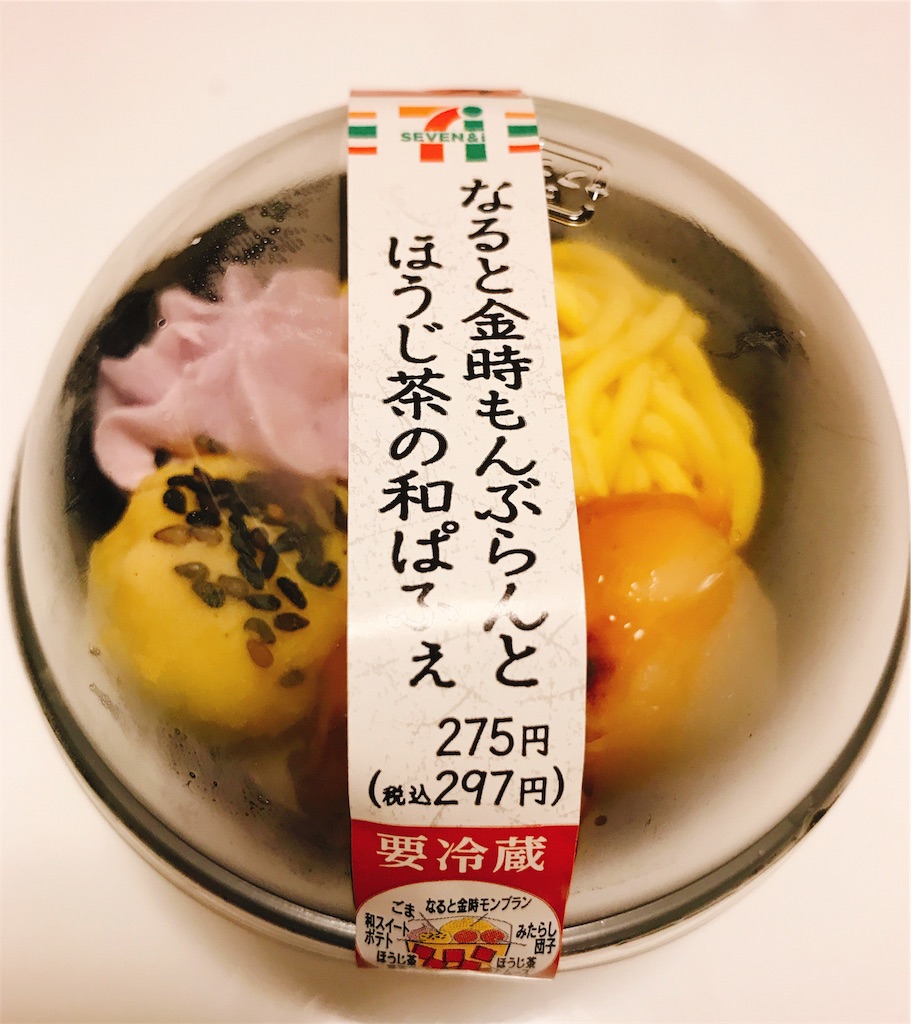 SEVEN&i
なると金時もんぶらんと
ほうじ茶の和ぱふぇ
275円
(税込297円)
要冷蔵
なると金時モンブラン
ごま
和スイート
ポテト
みたらし
団子
ほうじ茶
ほうじ茶